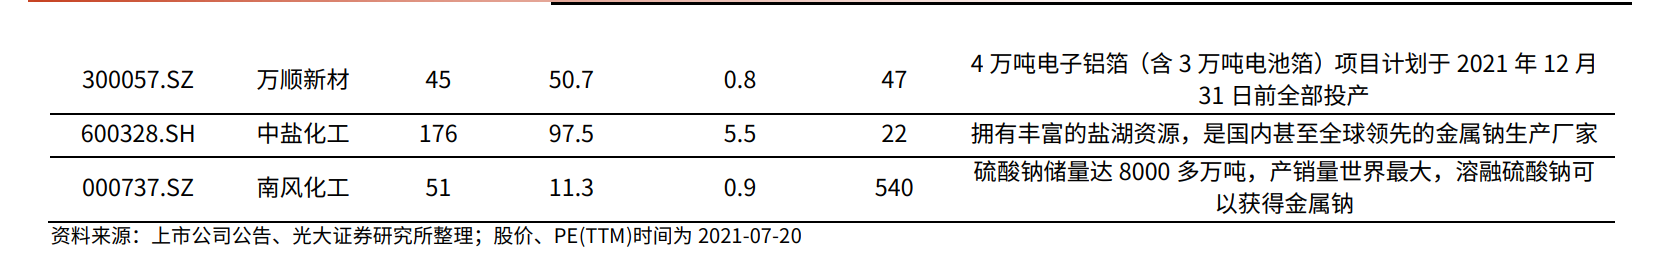 300057.SZ 万顺新材 45 50.7 0.8 47 4 万吨电子铝箔（含 3 万吨电池箔）项目计划于 2021 年 12 月
31 日前全部投产
600328.SH 中盐化工 176 97.5 5.5 22 拥有丰富的盐湖资源，是国内甚至全球领先的金属钠生产厂家
000737.SZ 南风化工 51 11.3 0.9 540 硫酸钠储量达 8000 多万吨，产销量世界最大，溶融硫酸钠可
以获得金属钠
资料来源：上市公司公告、光大证券研究所整理；股价、PE(TTM)时间为 2021-07-20